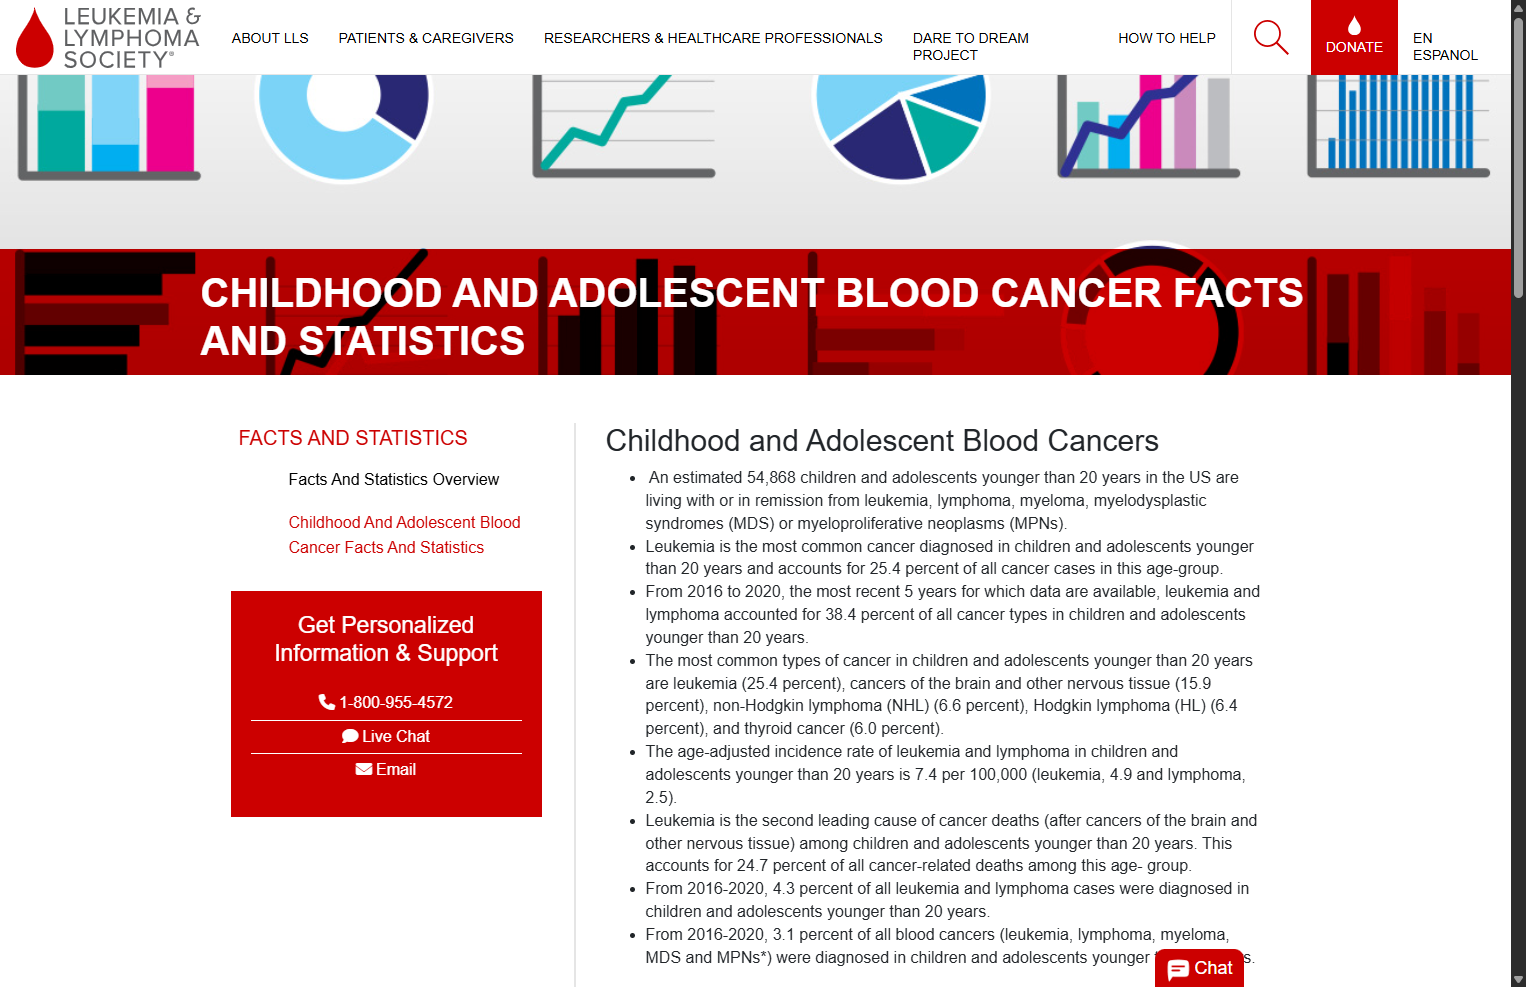 LEUKEMIA &
LYMPHOMA
SOCIETY®
ABOUT LLS
PATIENTS & CAREGIVERS
RESEARCHERS & HEALTHCARE PROFESSIONALS
DARE TO DREAM
PROJECT
HOW TO HELP
DONATE
EN
ESPANOL
CHILDHOOD AND ADOLESCENT BLOOD CANCER FACTS
AND STATISTICS
FACTS AND STATISTICS
Facts And Statistics Overview
Childhood And Adolescent Blood
Cancer Facts And Statistics
Get Personalized
Information & Support
1-800-955-4572
Live Chat
Email
Childhood and Adolescent Blood Cancers
• An estimated 54,868 children and adolescents younger than 20 years in the US are
living with or in remission from leukemia, lymphoma, myeloma, myelodysplastic
syndromes (MDS) or myeloproliferative neoplasms (MPNs).
• Leukemia is the most common cancer diagnosed in children and adolescents younger
than 20 years and accounts for 25.4 percent of all cancer cases in this age-group.
• From 2016 to 2020, the most recent 5 years for which data are available, leukemia and
lymphoma accounted for 38.4 percent of all cancer types in children and adolescents
younger than 20 years.
• The most common types of cancer in children and adolescents younger than 20 years
are leukemia (25.4 percent), cancers of the brain and other nervous tissue (15.9
percent), non-Hodgkin lymphoma (NHL) (6.6 percent), Hodgkin lymphoma (HL) (6.4
percent), and thyroid cancer (6.0 percent).
• The age-adjusted incidence rate of leukemia and lymphoma in children and
adolescents younger than 20 years is 7.4 per 100,000 (leukemia, 4.9 and lymphoma,
2.5).
• Leukemia is the second leading cause of cancer deaths (after cancers of the brain and
other nervous tissue) among children and adolescents younger than 20 years. This
accounts for 24.7 percent of all cancer-related deaths among this age- group.
• From 2016-2020, 4.3 percent of all leukemia and lymphoma cases were diagnosed in
children and adolescents younger than 20 years.
• From 2016-2020, 3.1 percent of all blood cancers (leukemia, lymphoma, myeloma,
MDS and MPNs*) were diagnosed in children and adolescents younger
Chat